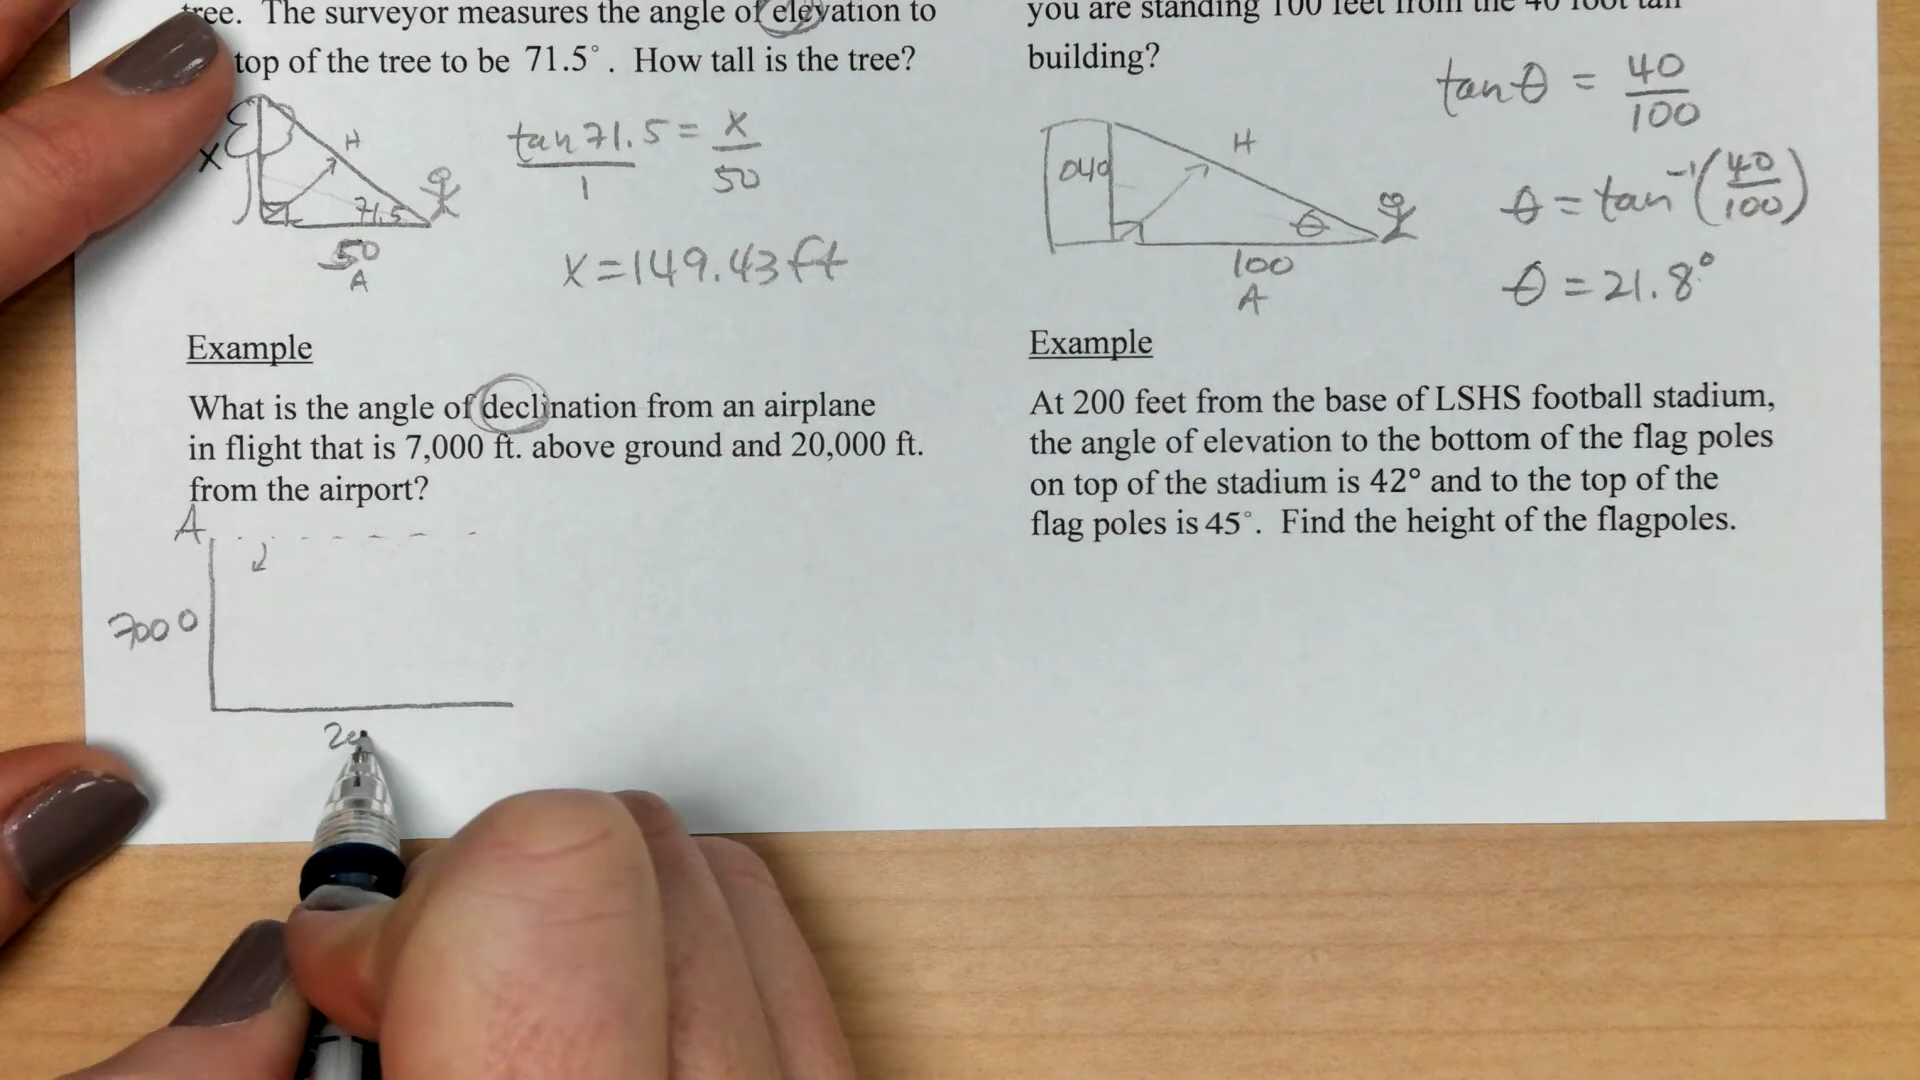 tree. The surveyor measures the angle of elevation to
top of the tree to be 71.5°. How tall is the tree?
X
H
71.5
50
A
tan 71.5 = x
1 50
x = 149.43 ft
you are standing 100 feet from the 40 foot tall
building?
tan θ = 40
100
O40
H
θ
100
A
θ = tan⁻¹(40/100)
θ = 21.8°
Example
What is the angle of declination from an airplane
in flight that is 7,000 ft. above ground and 20,000 ft.
from the airport?
A
7000
Example
At 200 feet from the base of LSHS football stadium,
the angle of elevation to the bottom of the flag poles
on top of the stadium is 42° and to the top of the
flag poles is 45°. Find the height of the flagpoles.